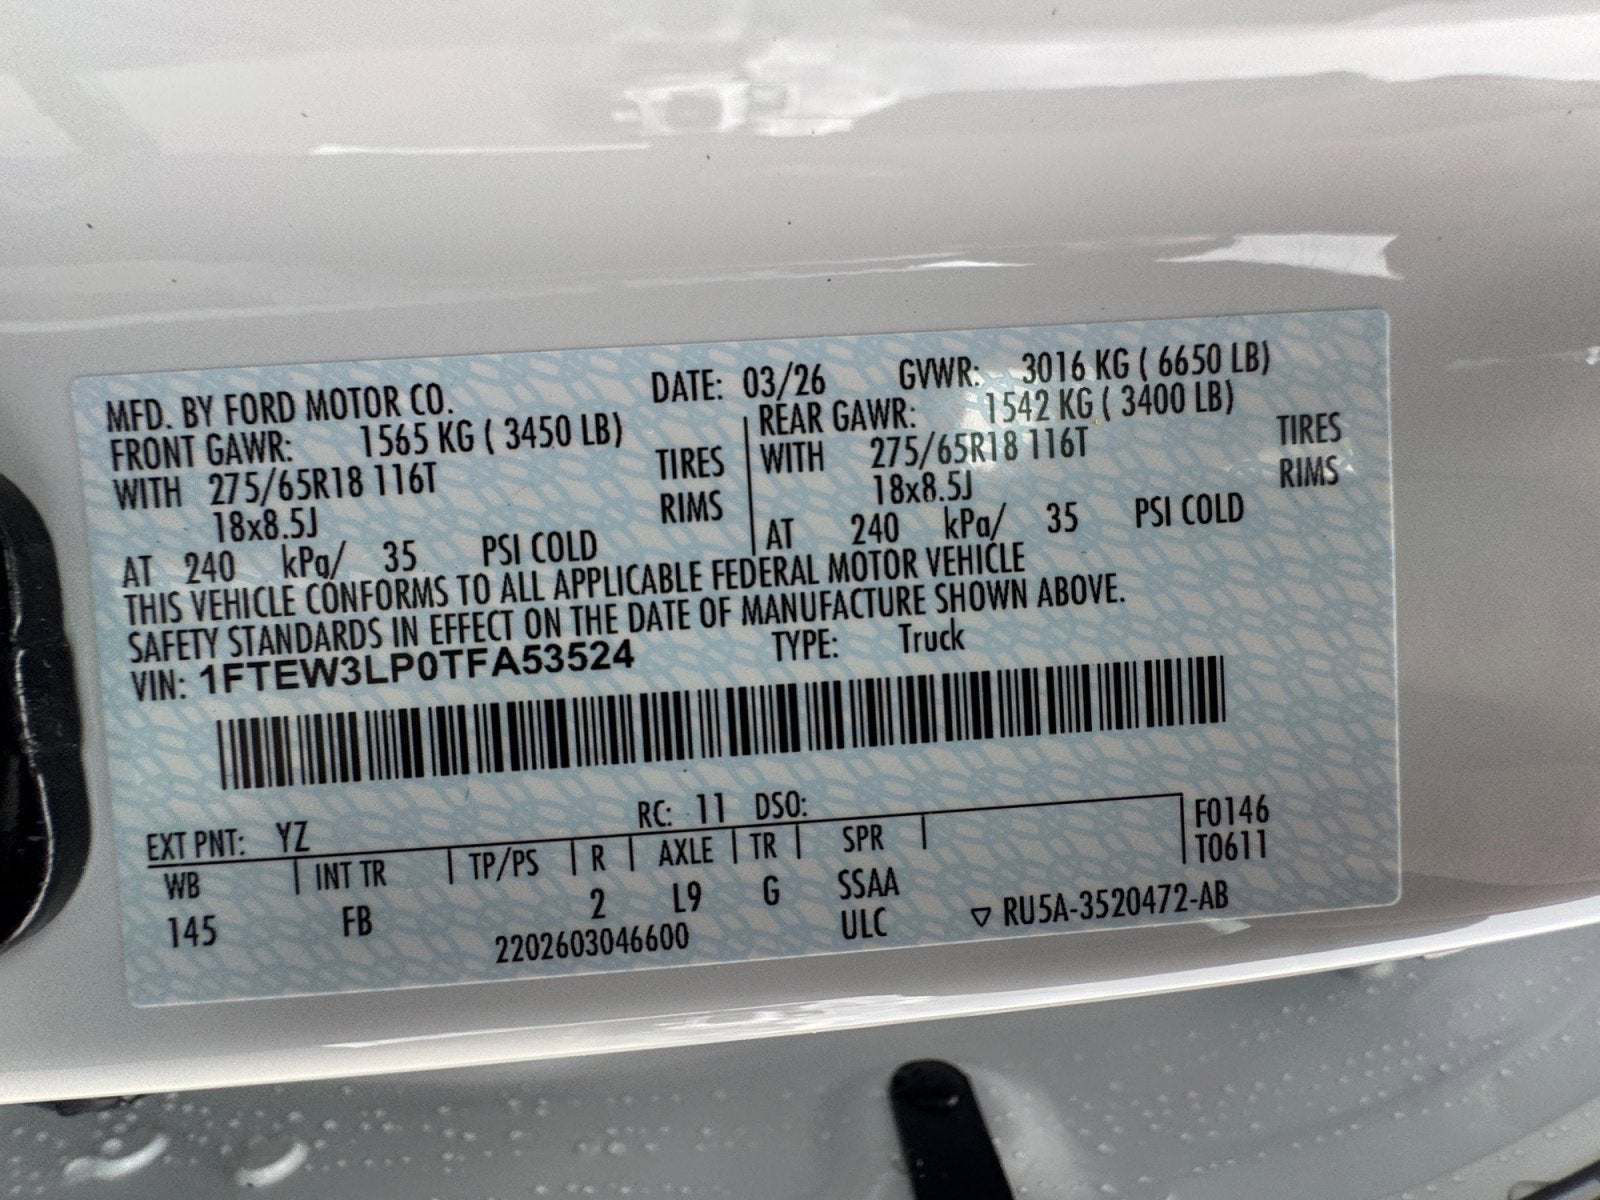 MFD. BY FORD MOTOR CO. DATE: 03/26 GVWR: 3016 KG ( 6650 LB)
FRONT GAWR: 1565 KG ( 3450 LB) REAR GAWR: 1542 KG ( 3400 LB)
WITH 275/65R18 116T TIRES WITH 275/65R18 116T TIRES
18x8.5J RIMS 18x8.5J RIMS
AT 240 kPa/ 35 PSI COLD AT 240 kPa/ 35 PSI COLD
THIS VEHICLE CONFORMS TO ALL APPLICABLE FEDERAL MOTOR VEHICLE
SAFETY STANDARDS IN EFFECT ON THE DATE OF MANUFACTURE SHOWN ABOVE.
VIN: 1FTEW3LP0TFA53524 TYPE: Truck
EXT PNT: YZ RC: 11 DSO: F0146
WB INT TR TP/PS R AXLE TR SPR T0611
145 FB 2 L9 G SSAA
2202603046600 ULC ▽ RU5A-3520472-AB